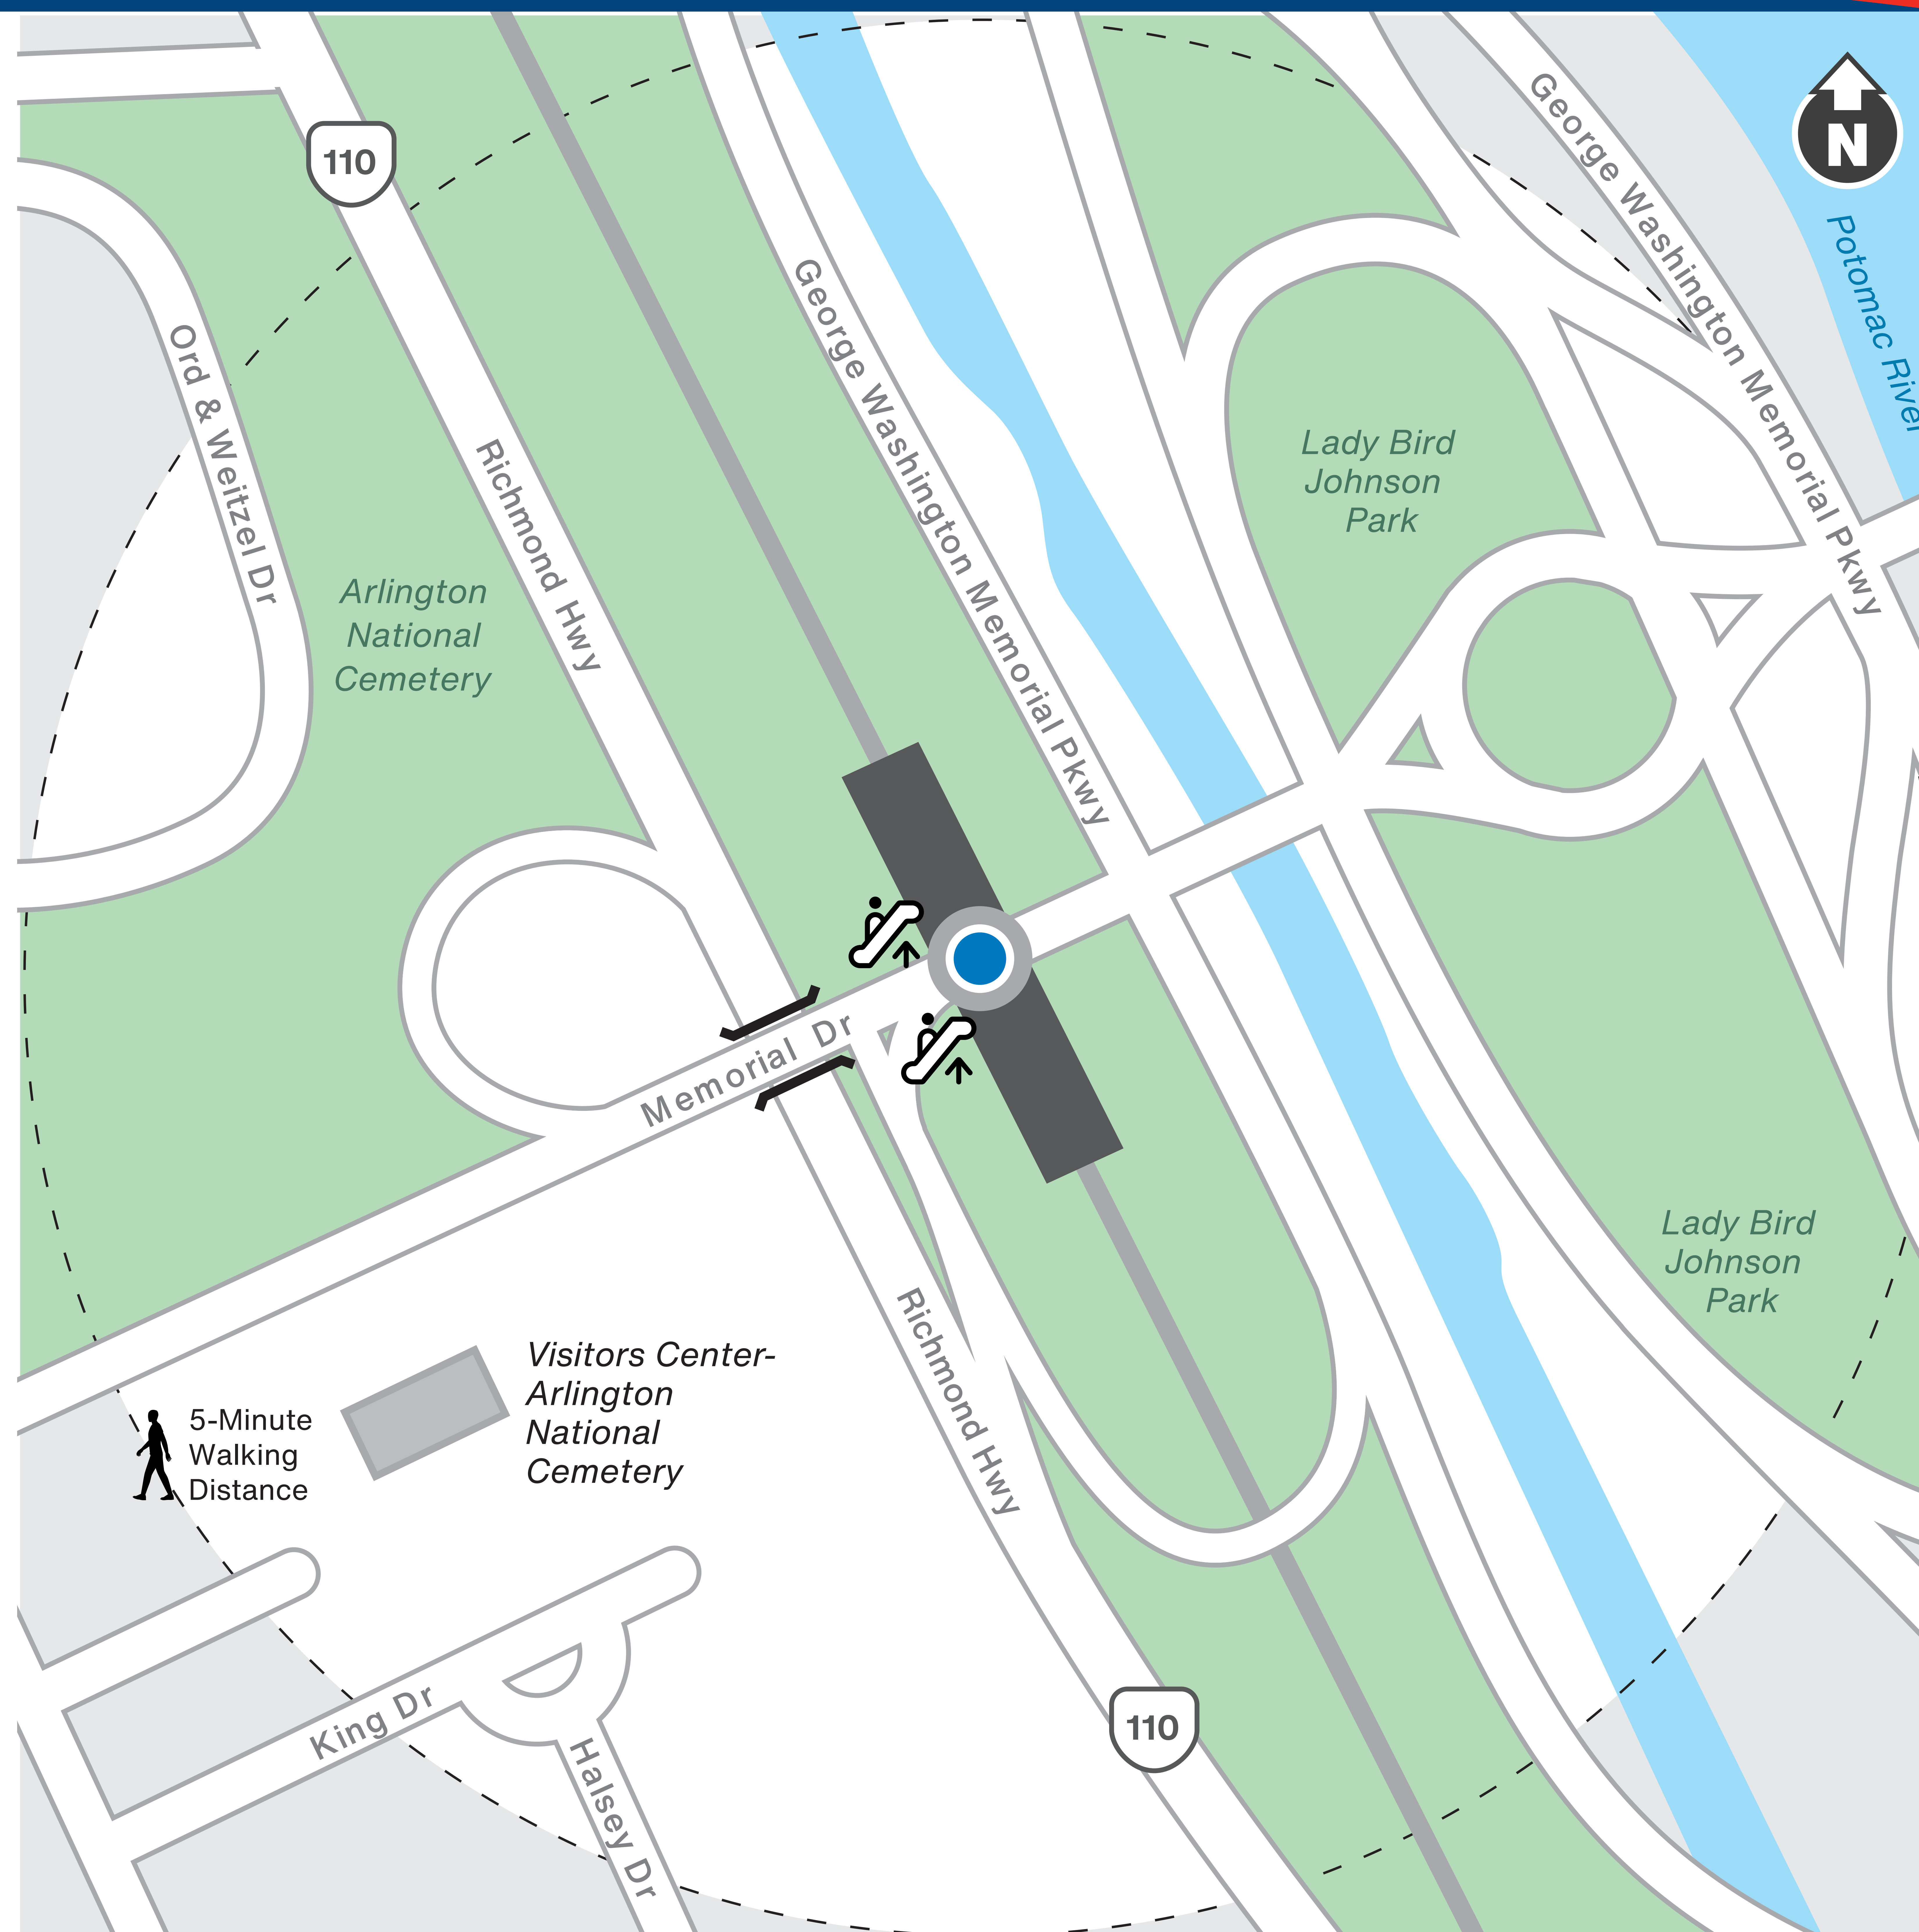 N
George Washington Memorial Pkwy
Potomac River
110
Ord & Weitzel Dr
Richmond Hwy
George Washington Memorial Pkwy
Lady Bird
Johnson
Park
Arlington
National
Cemetery
Memorial Dr
Lady Bird
Johnson
Park
Richmond Hwy
Visitors Center-
Arlington
National
Cemetery
5-Minute
Walking
Distance
King Dr
Halsey Dr
110